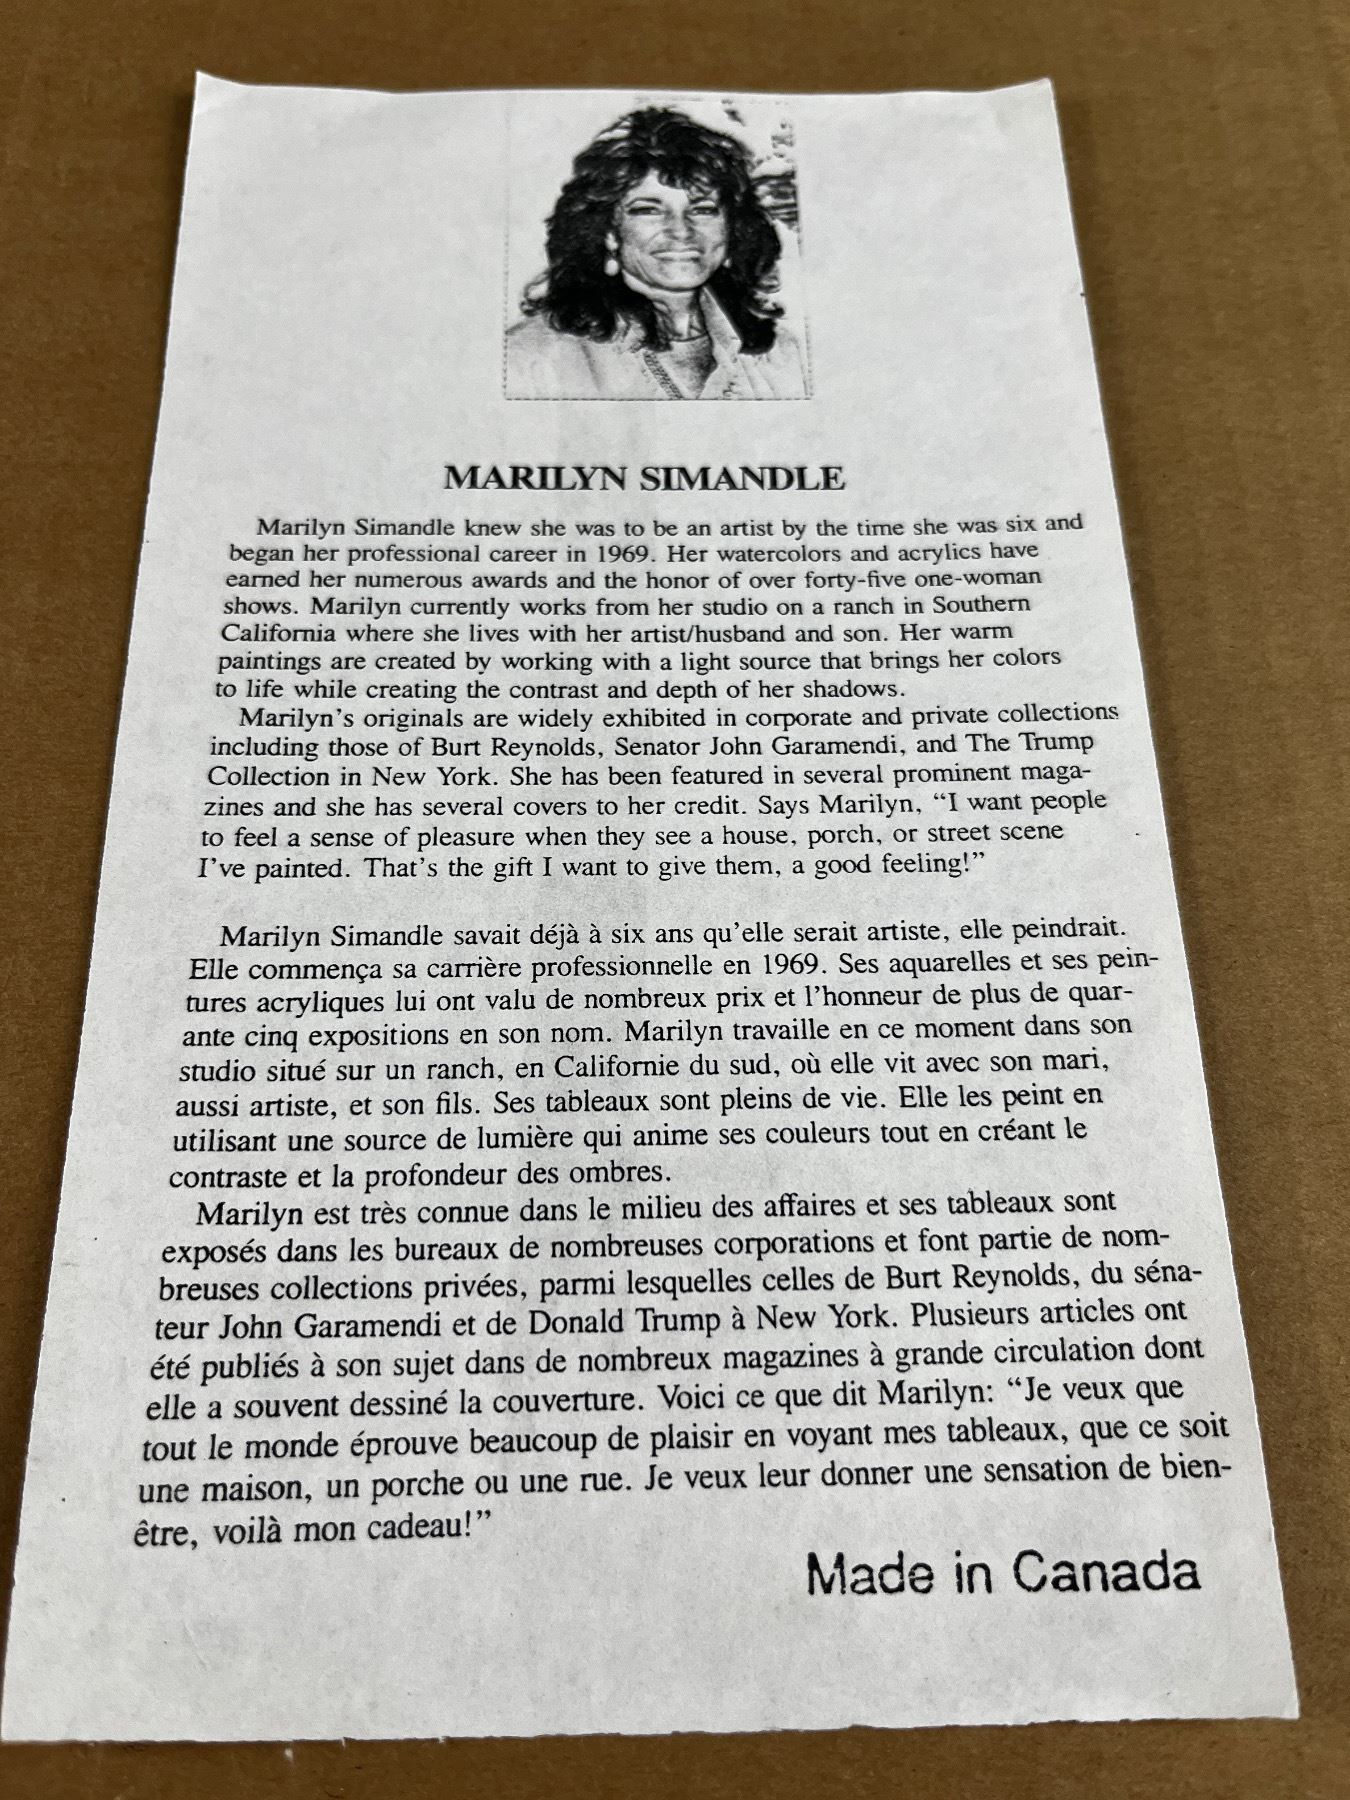 MARILYN SIMANDLE
Marilyn Simandle knew she was to be an artist by the time she was six and
began her professional career in 1969. Her watercolors and acrylics have
earned her numerous awards and the honor of over forty-five one-woman
shows. Marilyn currently works from her studio on a ranch in Southern
California where she lives with her artist/husband and son. Her warm
paintings are created by working with a light source that brings her colors
to life while creating the contrast and depth of her shadows.
Marilyn's originals are widely exhibited in corporate and private collections
including those of Burt Reynolds, Senator John Garamendi, and The Trump
Collection in New York. She has been featured in several prominent maga-
zines and she has several covers to her credit. Says Marilyn, “I want people
to feel a sense of pleasure when they see a house, porch, or street scene
I've painted. That's the gift I want to give them, a good feeling!”
Marilyn Simandle savait déjà à six ans qu'elle serait artiste, elle peindrait.
Elle commença sa carrière professionnelle en 1969. Ses aquarelles et ses pein-
tures acryliques lui ont valu de nombreux prix et l'honneur de plus de quar-
ante cinq expositions en son nom. Marilyn travaille en ce moment dans son
studio situé sur un ranch, en Californie du sud, où elle vit avec son mari,
aussi artiste, et son fils. Ses tableaux sont pleins de vie. Elle les peint en
utilisant une source de lumière qui anime ses couleurs tout en créant le
contraste et la profondeur des ombres.
Marilyn est très connue dans le milieu des affaires et ses tableaux sont
exposés dans les bureaux de nombreuses corporations et font partie de nom-
breuses collections privées, parmi lesquelles celles de Burt Reynolds, du séna-
teur John Garamendi et de Donald Trump à New York. Plusieurs articles ont
été publiés à son sujet dans de nombreux magazines à grande circulation dont
elle a souvent dessiné la couverture. Voici ce que dit Marilyn: “Je veux que
tout le monde éprouve beaucoup de plaisir en voyant mes tableaux, que ce soit
une maison, un porche ou une rue. Je veux leur donner une sensation de bien-
être, voilà mon cadeau!”
Made in Canada